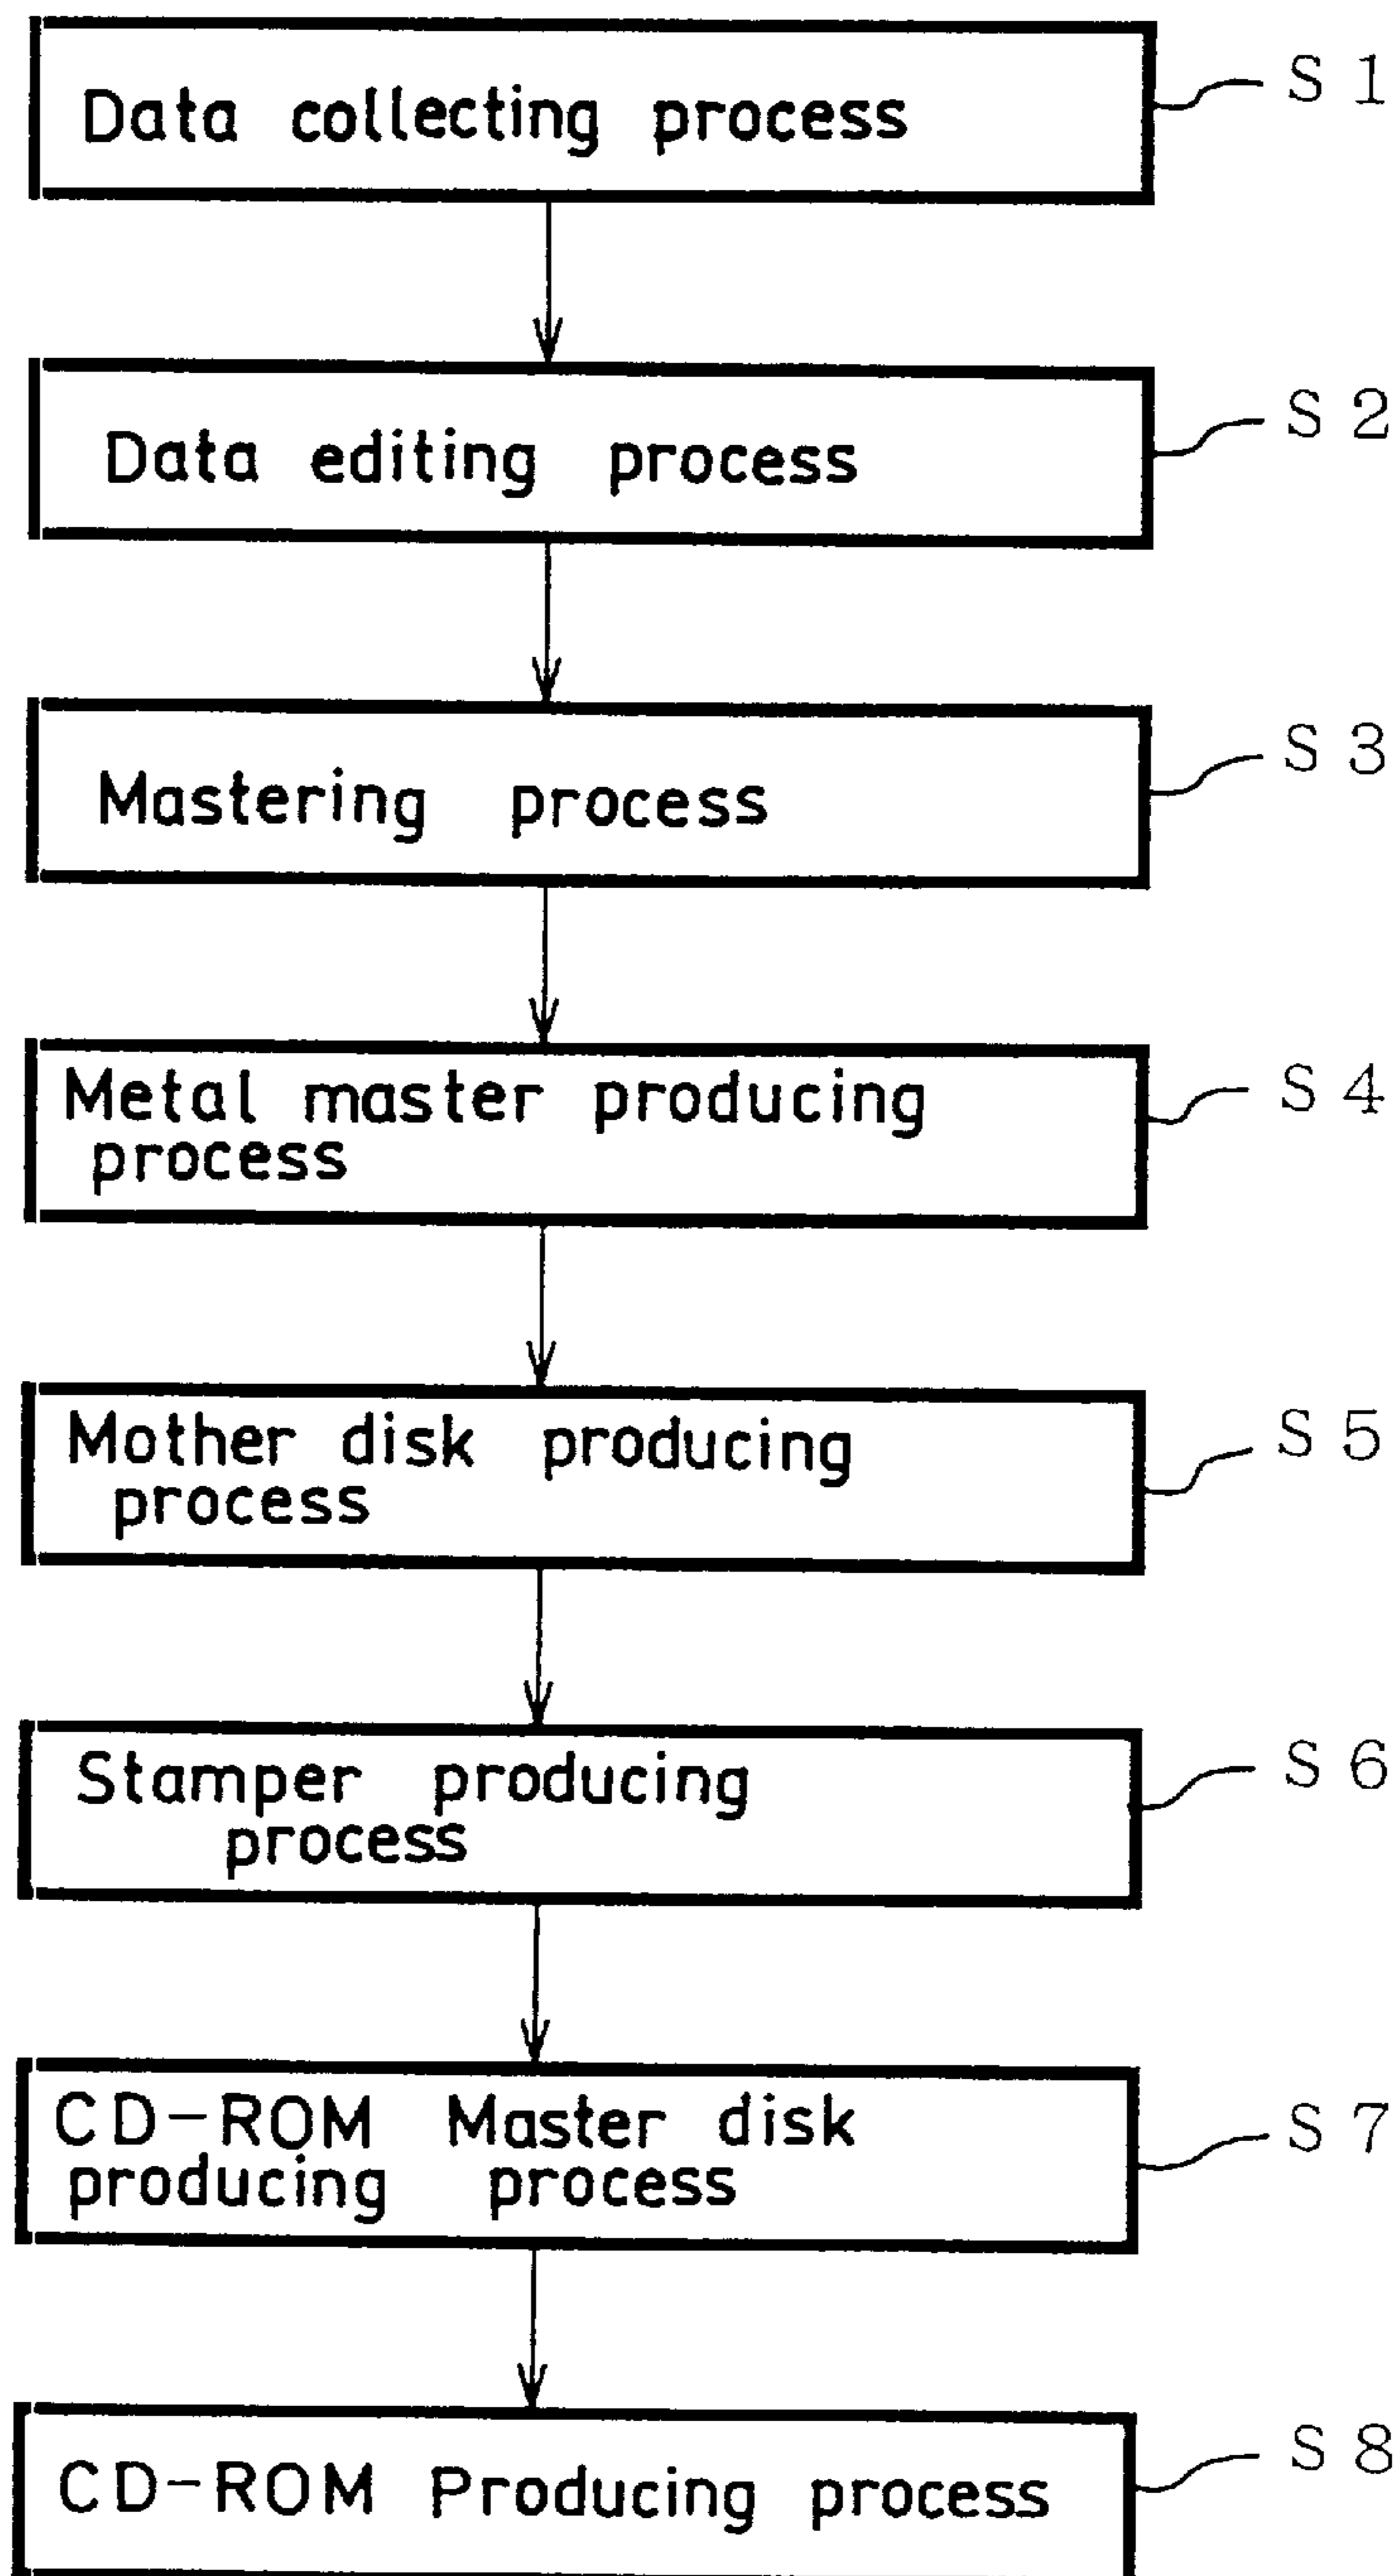 Data collecting process
S 1
Data editing process
S 2
Mastering process
S 3
Metal master producing
process
S 4
Mother disk producing
process
S 5
Stamper producing
process
S 6
CD-ROM Master disk
producing process
S 7
CD-ROM Producing process
S 8